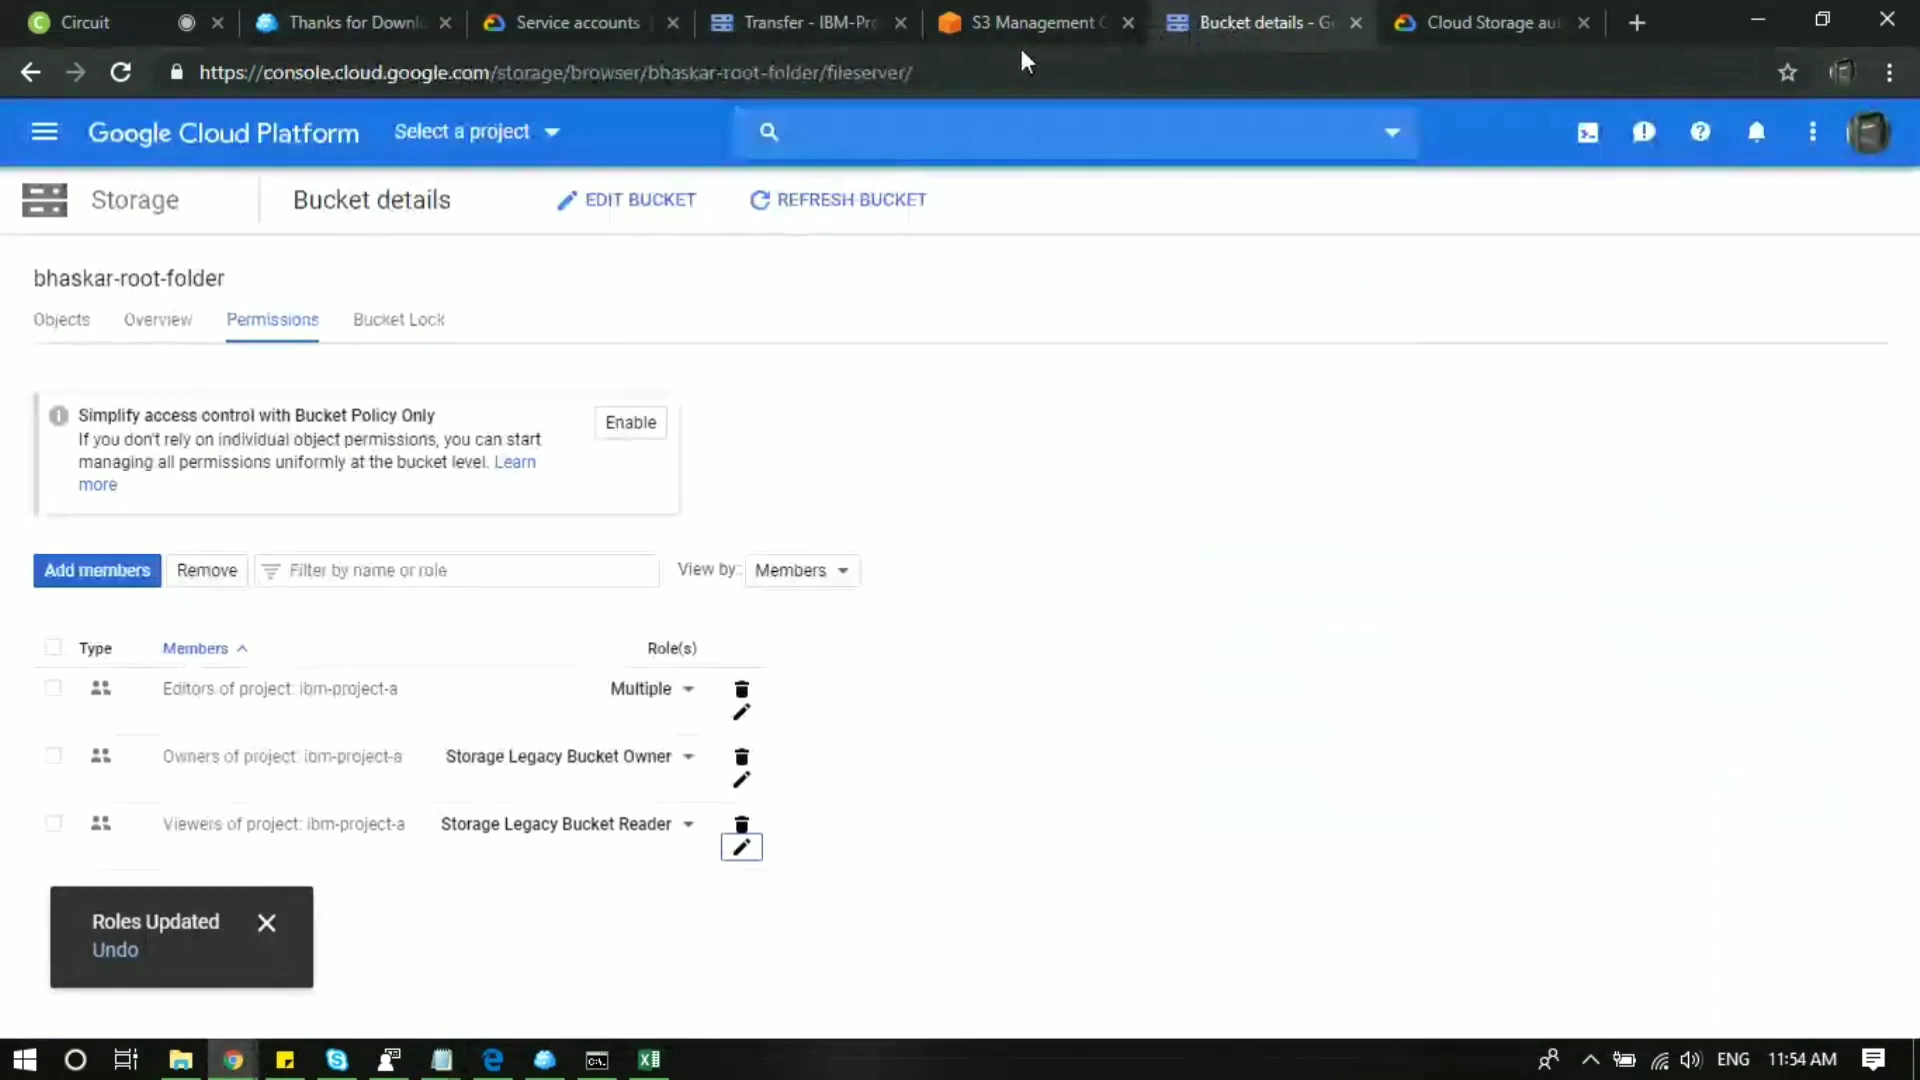 Circuit
Thanks for Downl
Service accounts
Transfer - IBM-Pro
S3 Management C
Bucket details - G
Cloud Storage aut
https://console.cloud.google.com/storage/browser/bhaskar-root-folder/fileserver/
Google Cloud Platform
Select a project
Storage
Bucket details
EDIT BUCKET
REFRESH BUCKET
bhaskar-root-folder
Objects
Overview
Permissions
Bucket Lock
Simplify access control with Bucket Policy Only
Enable
If you don't rely on individual object permissions, you can start
managing all permissions uniformly at the bucket level. Learn
more
Add members
Remove
Filter by name or role
View by:
Members
Type
Members
Role(s)
Editors of project: ibm-project-a
Multiple
Owners of project: ibm-project-a
Storage Legacy Bucket Owner
Viewers of project: ibm-project-a
Storage Legacy Bucket Reader
Roles Updated
Undo
ENG
11:54 AM